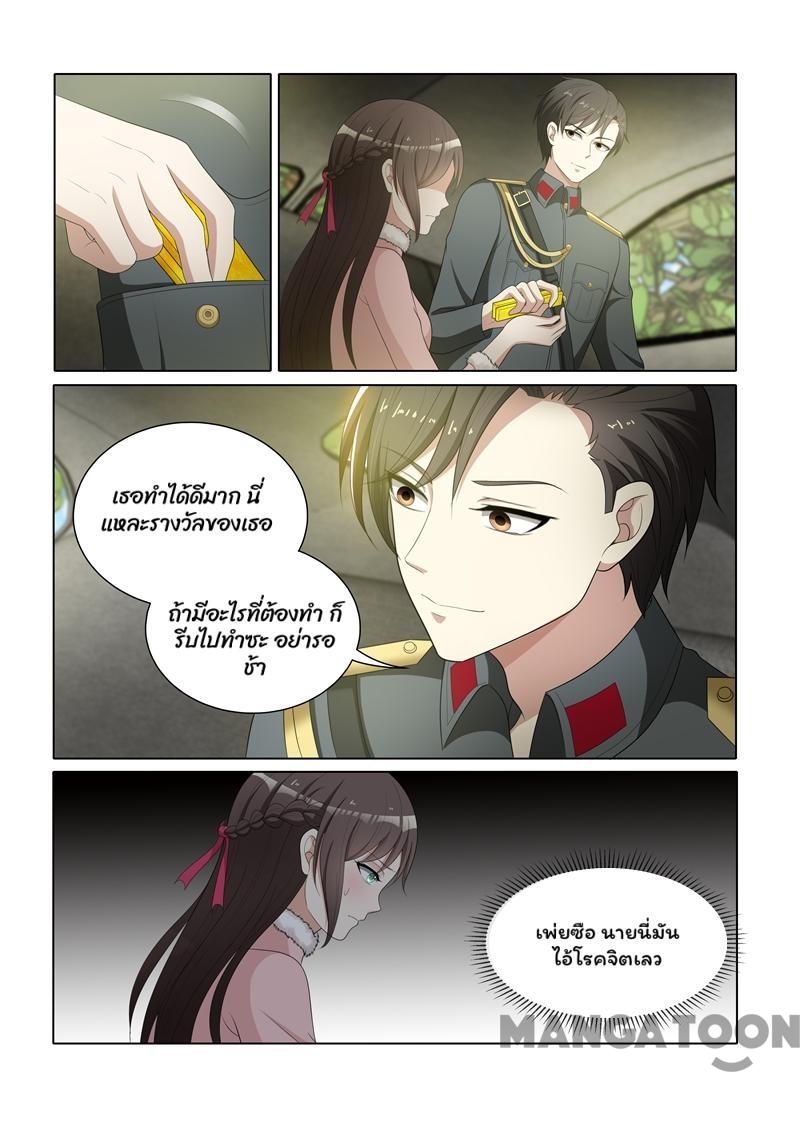 เธอทำได้ดีมาก นี่
แหละรางวัลของเธอ
ถ้ามีอะไรที่ต้องทำ ก็
รีบไปทำซะ อย่ารอ
ช้า
เพ่ยซือ นายนี่มัน
ไอ้โรคจิตเลว
MANGATOON